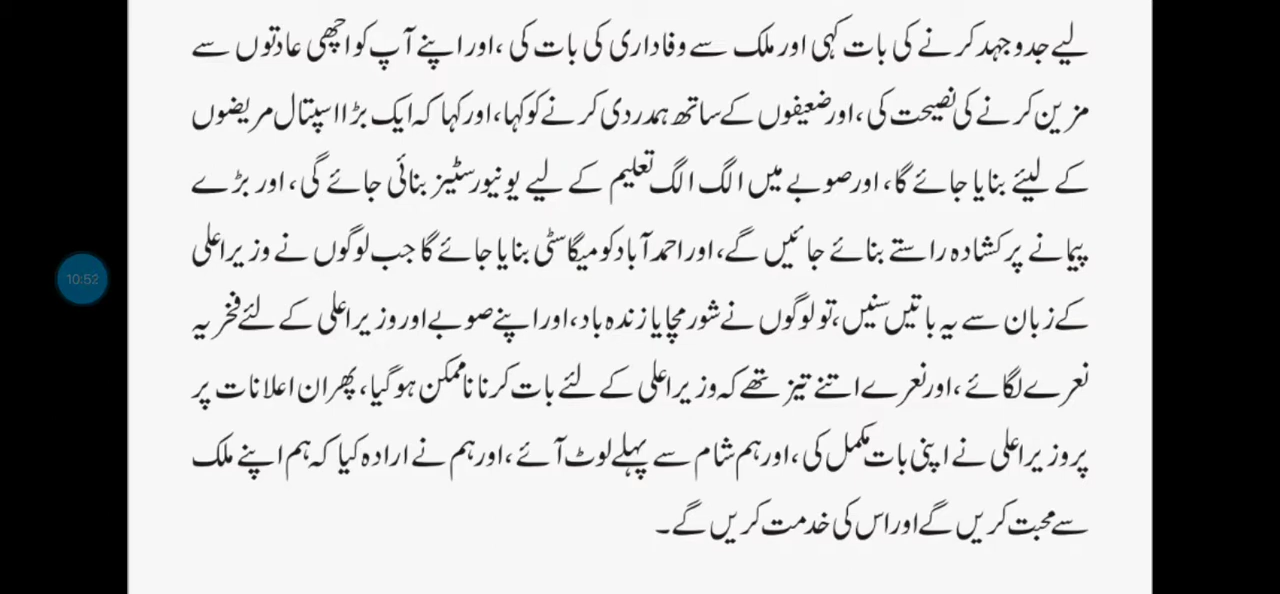 لیے جدوجہد کرنے کی بات کہی اور ملک سے وفاداری کی بات کی ، اور اپنے آپ کو اچھی عادتوں سے
مزین کرنے کی نصیحت کی ، اور ضعیفوں کے ساتھ ہمدردی کرنے کو کہا، اور کہا کہ ایک بڑا اسپتال مریضوں
کے لیئے بنایا جائے گا، اور صوبے میں الگ الگ تعلیم کے لیے یونیورسٹیز بنائی جائے گی، اور بڑے
پیمانے پر کشادہ راستے بنائے جائیں گے، اور احمد آباد کو میگا سٹی بنایا جائے گا جب لوگوں نے وزیر اعلی
کے زبان سے یہ باتیں سنیں، تو لوگوں نے شور مچایا زندہ باد، اور اپنے صوبے اور وزیر اعلی کے لئے فخریہ
نعرے لگائے ، اور نعرے اتنے تیز تھے کہ وزیر اعلی کے لئے بات کرنا ناممکن ہو گیا، پھر ان اعلانات پر
پر وزیر اعلی نے اپنی بات مکمل کی ، اور ہم شام سے پہلے لوٹ آئے ، اور ہم نے ارادہ کیا کہ ہم اپنے ملک
سے محبت کریں گے اور اس کی خدمت کریں گے۔
10:52